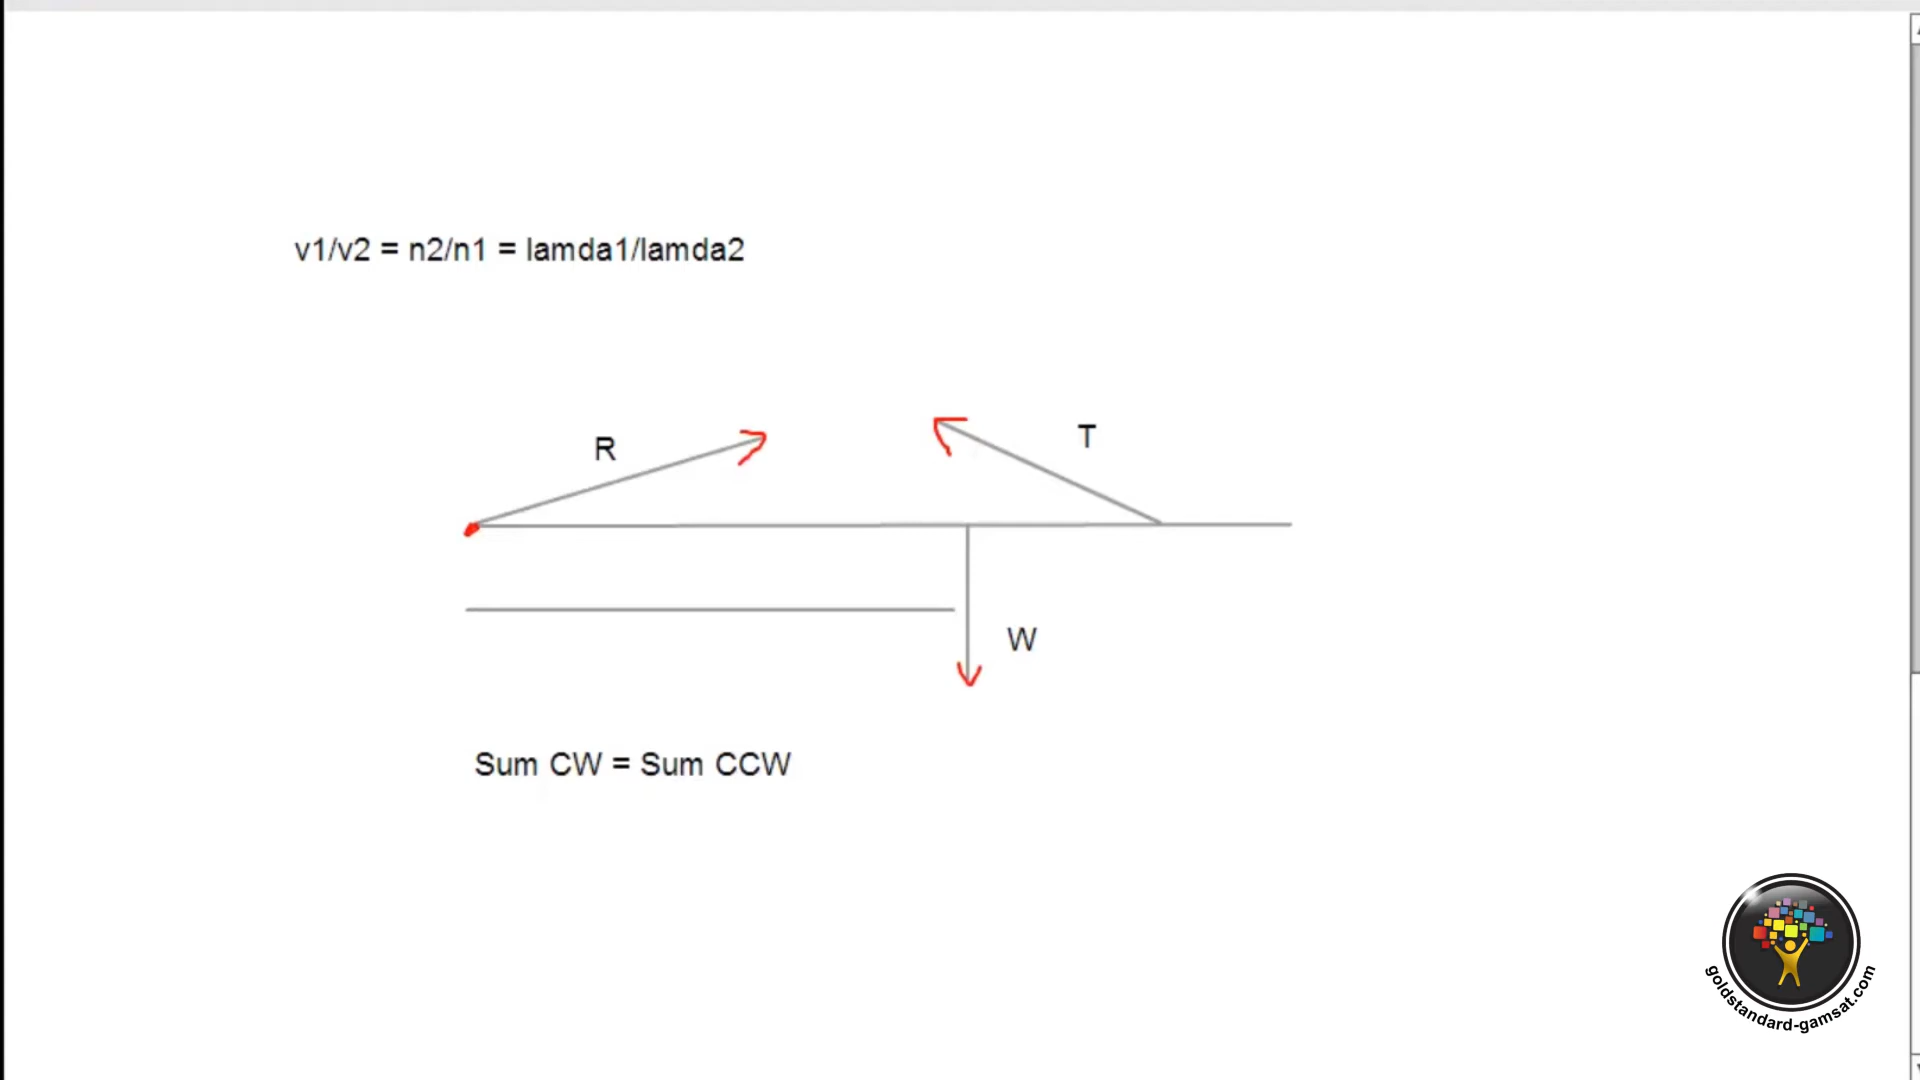 v1/v2 = n2/n1 = lamda1/lamda2
R
T
W
Sum CW = Sum CCW
goldstandard-gamsat.com